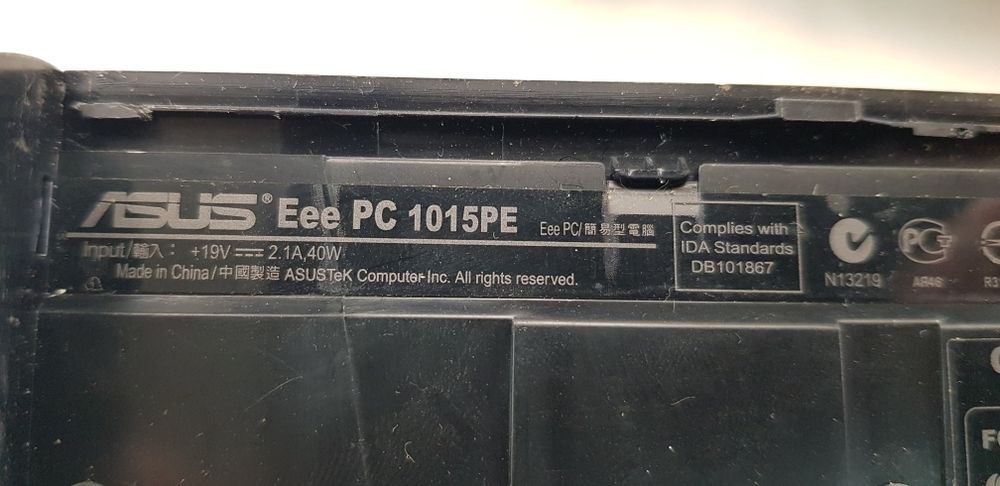 ASUS® Eee PC 1015PE Eee PC/簡易型電腦
Input/輸入: +19V⎓2.1A,40W
Made in China/中國製造 ASUSTeK Computer Inc. All rights reserved.
Complies with
IDA Standards
DB101867
N13219
PC